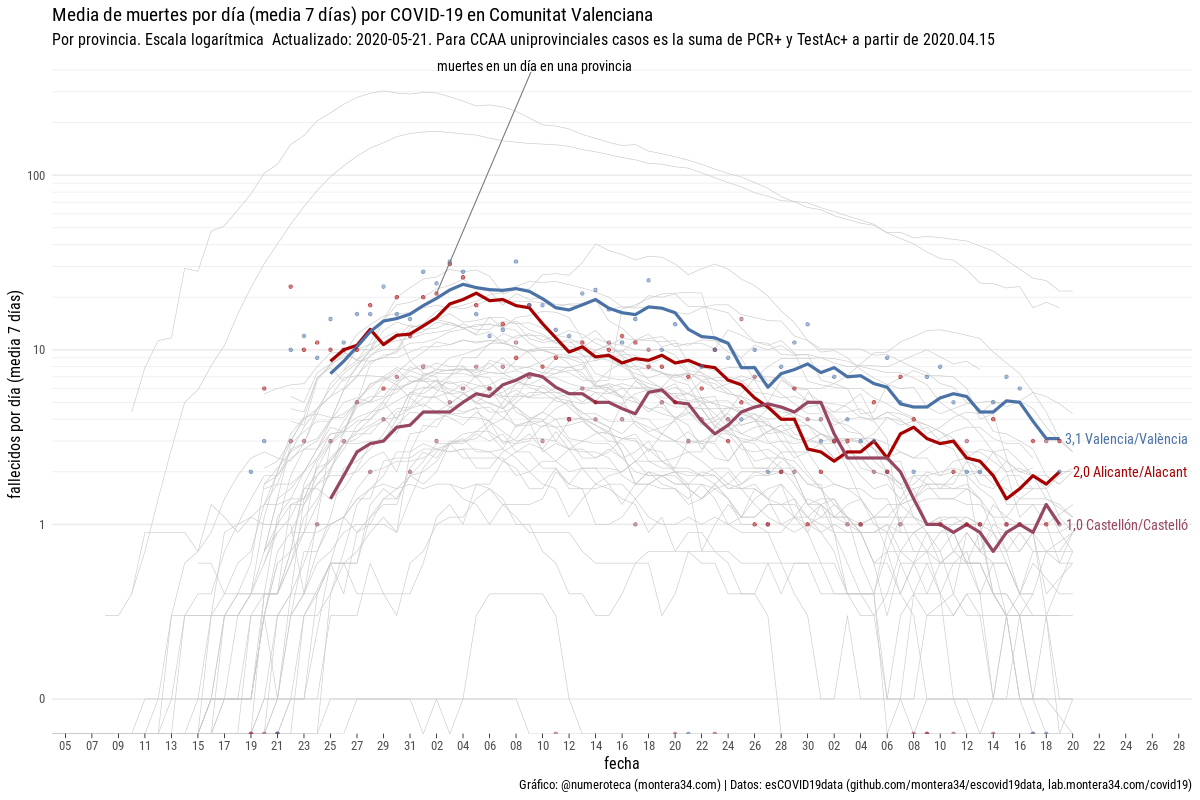 Media de muertes por día (media 7 días) por COVID-19 en Comunitat Valenciana
Por provincia. Escala logarítmica  Actualizado: 2020-05-21. Para CCAA uniprovinciales casos es la suma de PCR+ y TestAc+ a partir de 2020.04.15
muertes en un día en una provincia
fallecidos por día (media  7 días)
100
10
1
0
3,1 Valencia/València
2,0 Alicante/Alacant
1,0 Castellón/Castelló
05 07 09 11 13 15 17 19 21 23 25 27 29 31 02 04 06 08 10 12 14 16 18 20 22 24 26 28 30 02 04 06 08 10 12 14 16 18 20 22 24 26 28
fecha
Gráfico: @numeroteca (montera34.com) | Datos: esCOVID19data (github.com/montera34/escovid19data, lab.montera34.com/covid19)